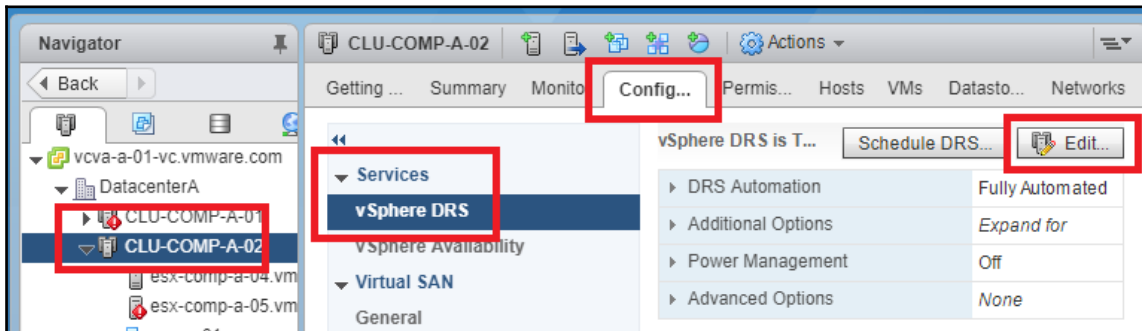 Navigator
Back
vcva-a-01-vc.vmware.com
DatacenterA
CLU-COMP-A-01
CLU-COMP-A-02
esx-comp-a-04.vm
esx-comp-a-05.vm
CLU-COMP-A-02 Actions
Getting ... Summary Monito Config... Permis... Hosts VMs Datasto... Networks
Services
vSphere DRS
vSphere Availability
Virtual SAN
General
vSphere DRS is T... Schedule DRS... Edit...
DRS Automation Fully Automated
Additional Options Expand for
Power Management Off
Advanced Options None